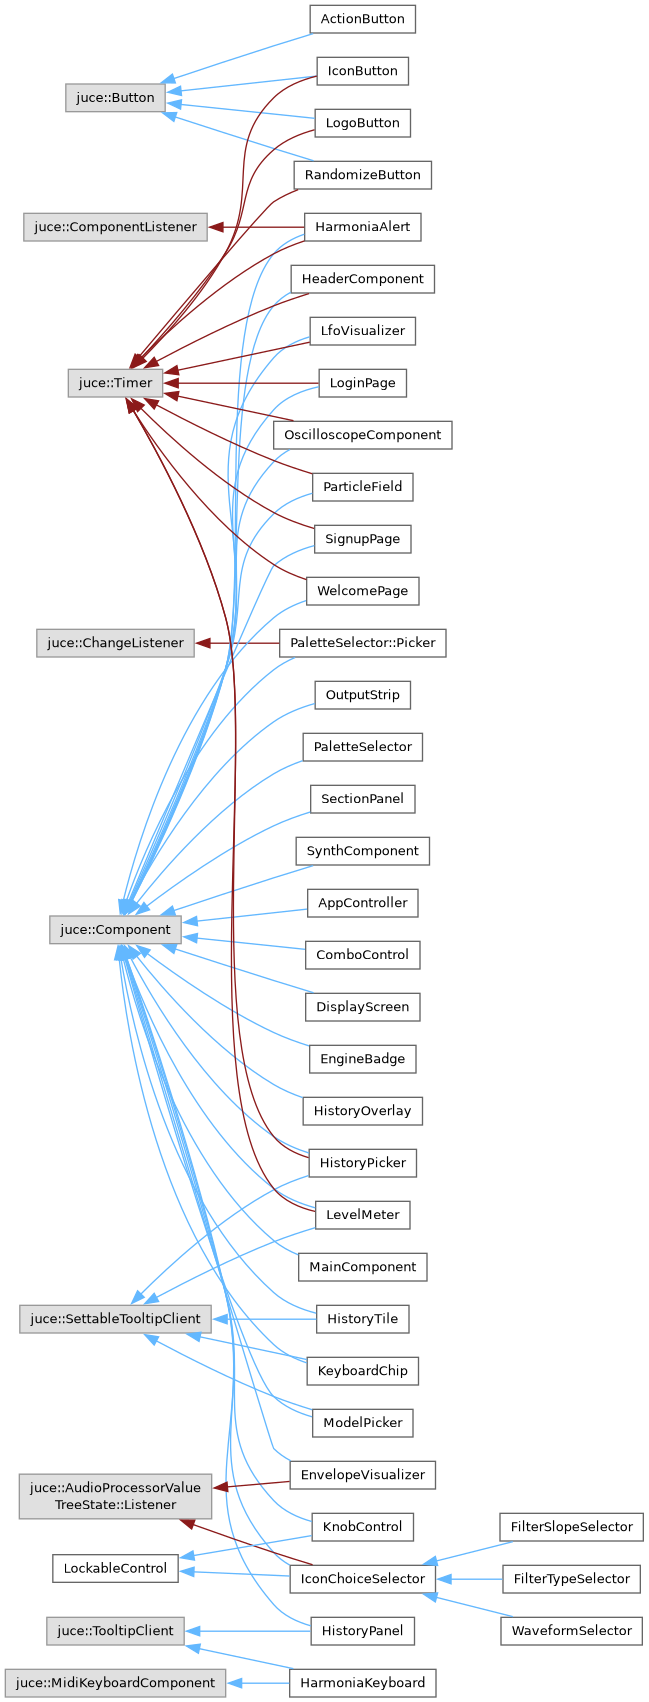 ActionButton
IconButton
juce::Button
LogoButton
RandomizeButton
juce::ComponentListener
HarmoniaAlert
HeaderComponent
LfoVisualizer
juce::Timer
LoginPage
OscilloscopeComponent
ParticleField
SignupPage
WelcomePage
juce::ChangeListener
PaletteSelector::Picker
OutputStrip
PaletteSelector
SectionPanel
SynthComponent
AppController
juce::Component
ComboControl
DisplayScreen
EngineBadge
HistoryOverlay
HistoryPicker
LevelMeter
MainComponent
juce::SettableTooltipClient
HistoryTile
KeyboardChip
ModelPicker
EnvelopeVisualizer
juce::AudioProcessorValue
TreeState::Listener
KnobControl
FilterSlopeSelector
LockableControl
IconChoiceSelector
FilterTypeSelector
juce::TooltipClient
HistoryPanel
WaveformSelector
juce::MidiKeyboardComponent
HarmoniaKeyboard